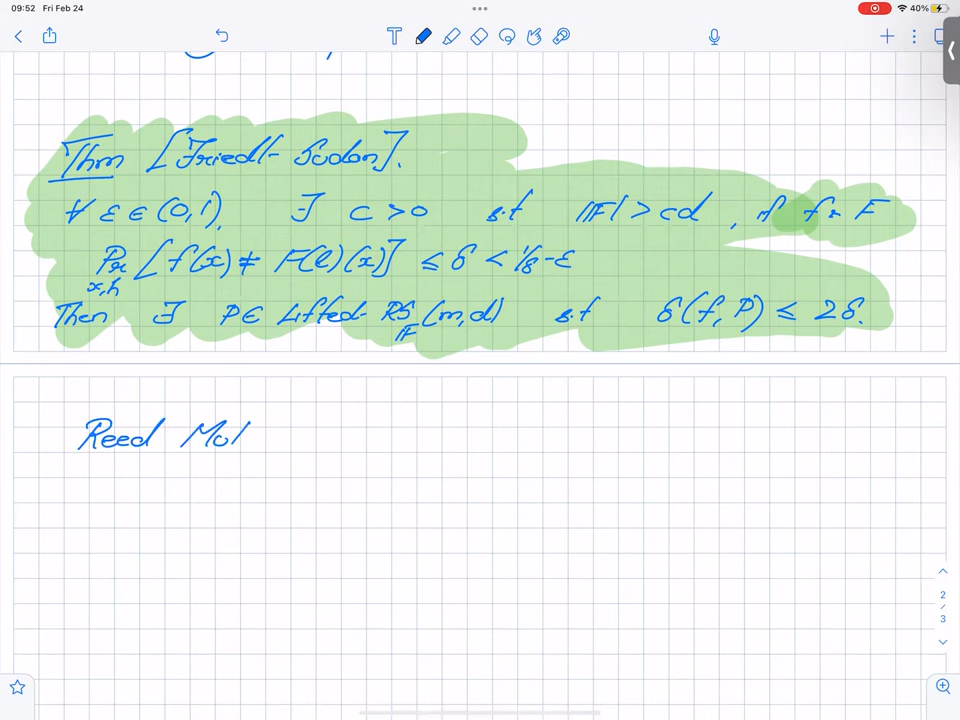 09:52 Fri Feb 24
40%
Thm [Friedl-Sudan].
∀ ε ∈ (0,1), ∃ c > 0 s.t |F| > cd, if f: F
Pr [f(x) ≠ F(l)(x)] ≤ δ < 1/8 - ε
x,h
Then ∃ P ∈ Lifted-RS_F (m,d) s.t δ(f,P) ≤ 2δ.
Reed Mul
2
/
3